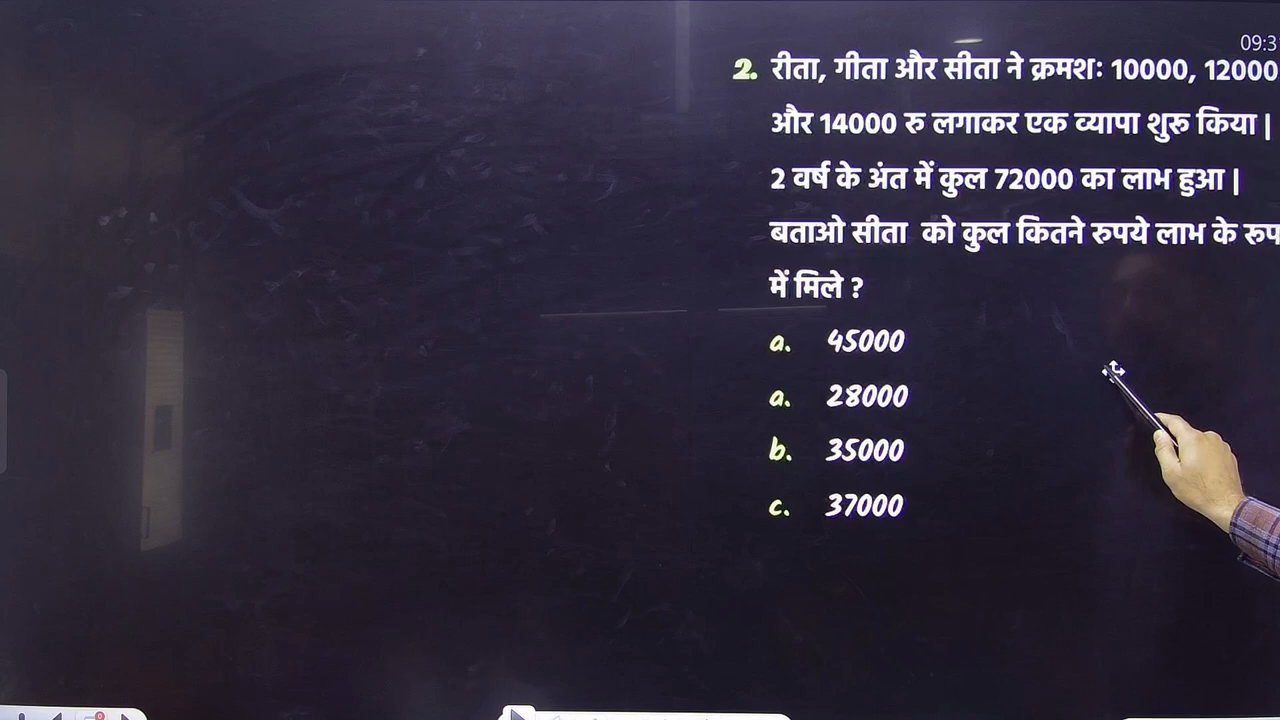 09:3
2. रीता, गीता और सीता ने क्रमशः 10000, 12000
और 14000 रु लगाकर एक व्यापा शुरू किया |
2 वर्ष के अंत में कुल 72000 का लाभ हुआ |
बताओ सीता को कुल कितने रुपये लाभ के रूप
में मिले ?
a. 45000
a. 28000
b. 35000
c. 37000